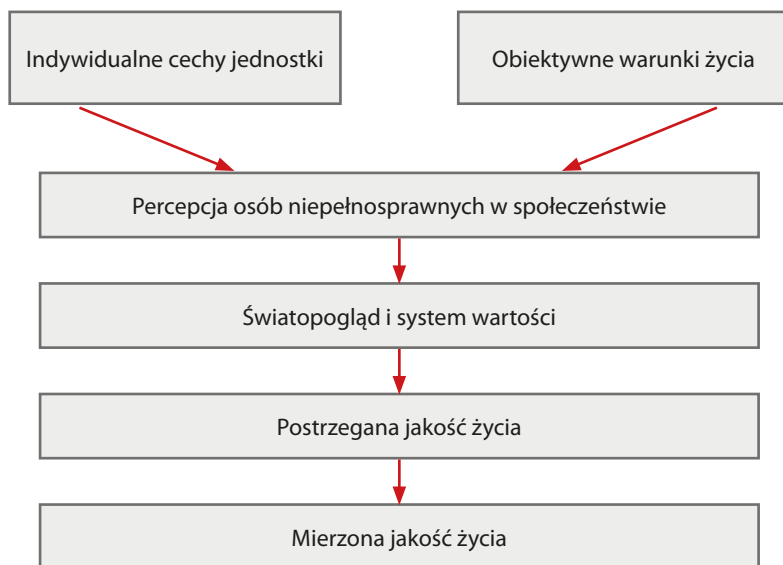 Indywidualne cechy jednostki
Obiektywne warunki życia
Percepcja osób niepełnosprawnych w społeczeństwie
Światopogląd i system wartości
Postrzegana jakość życia
Mierzona jakość życia